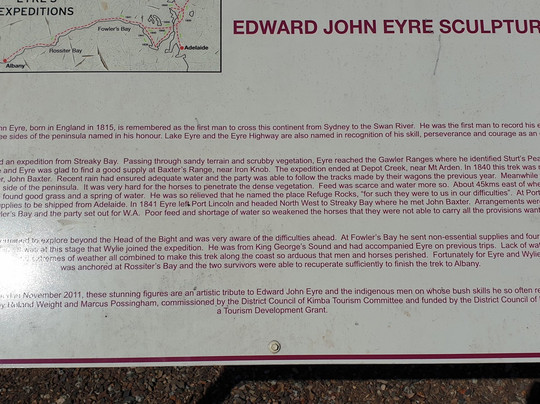 EYRE'S
EXPEDITIONS
Fowler's Bay
Rossiter Bay
Adelaide
Albany
EDWARD JOHN EYRE SCULPTUR
hn Eyre, born in England in 1815, is remembered as the first man to cross this continent from Sydney to the Swan River. He was the first man to record his e
ee sides of the peninsula named in his honour. Lake Eyre and the Eyre Highway are also named in recognition of his skill, perseverance and courage as an
d an expedition from Streaky Bay. Passing through sandy terrain and scrubby vegetation, Eyre reached the Gawler Ranges where he identified Sturt's Pea
e and Eyre was glad to find a good supply at Baxter's Range, near Iron Knob. The expedition ended at Depot Creek, near Mt Arden. In 1840 this trek was
r, John Baxter. Recent rain had ensured adequate water and the party was able to follow the tracks made by their wagons the previous year. Meanwhile
side of the peninsula. It was very hard for the horses to penetrate the dense vegetation. Feed was scarce and water more so. About 45kms east of whe
found good grass and a spring of water. He was so relieved that he named the place Refuge Rocks, "for such they were to us in our difficulties". At Port
pplies to be shipped from Adelaide. In 1841 Eyre left Port Lincoln and headed North West to Streaky Bay where he met John Baxter. Arrangements were
ler's Bay and the party set out for W.A. Poor feed and shortage of water so weakened the horses that they were not able to carry all the provisions want
to explore beyond the Head of the Bight and was very aware of the difficulties ahead. At Fowler's Bay he sent non-essential supplies and four
was at this stage that Wylie joined the expedition. He was from King George's Sound and had accompanied Eyre on previous trips. Lack of wat
extremes of weather all combined to make this trek along the coast so arduous that men and horses perished. Fortunately for Eyre and Wylie
was anchored at Rossiter's Bay and the two survivors were able to recuperate sufficiently to finish the trek to Albany.
in November 2011, these stunning figures are an artistic tribute to Edward John Eyre and the indigenous men on whose bush skills he so often re
Roland Weight and Marcus Possingham, commissioned by the District Council of Kimba Tourism Committee and funded by the District Council of
a Tourism Development Grant.